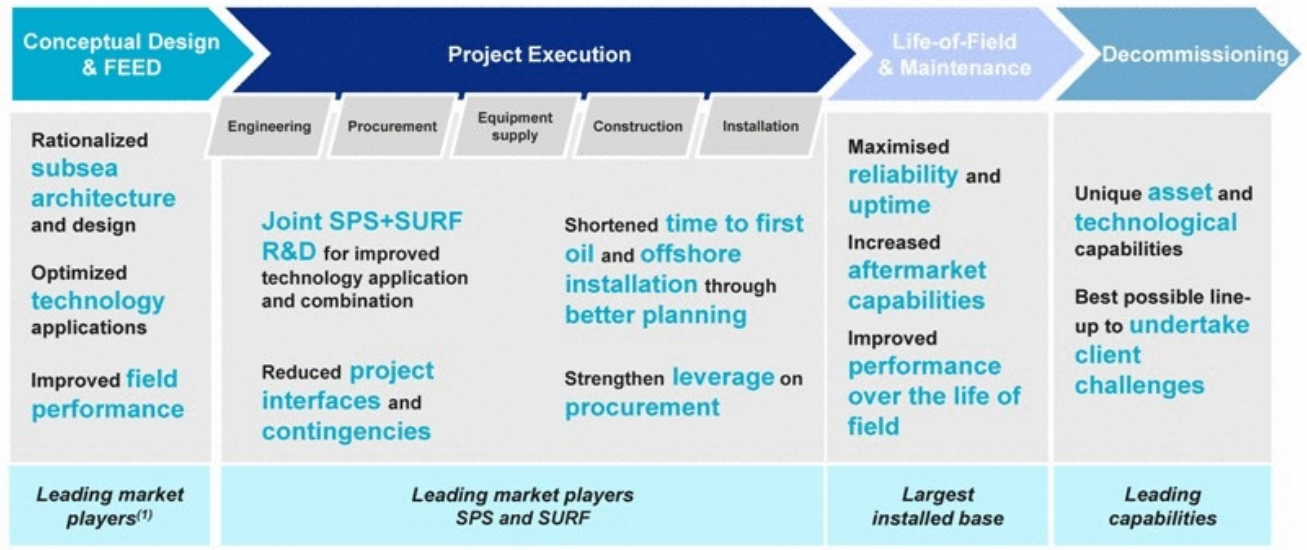 Conceptual Design
& FEED
Project Execution
Life-of-Field
& Maintenance
Decommissioning
Engineering
Procurement
Equipment
supply
Construction
Installation
Rationalized
subsea
architecture
and design
Optimized
technology
applications
Improved field
performance
Joint SPS+SURF
R&D for improved
technology application
and combination
Reduced project
interfaces and
contingencies
Shortened time to first
oil and offshore
installation through
better planning
Strengthen leverage on
procurement
Maximised
reliability and
uptime
Increased
aftermarket
capabilities
Improved
performance
over the life of
field
Unique asset and
technological
capabilities
Best possible line-
up to undertake
client
challenges
Leading market
players(1)
Leading market players
SPS and SURF
Largest
installed base
Leading
capabilities